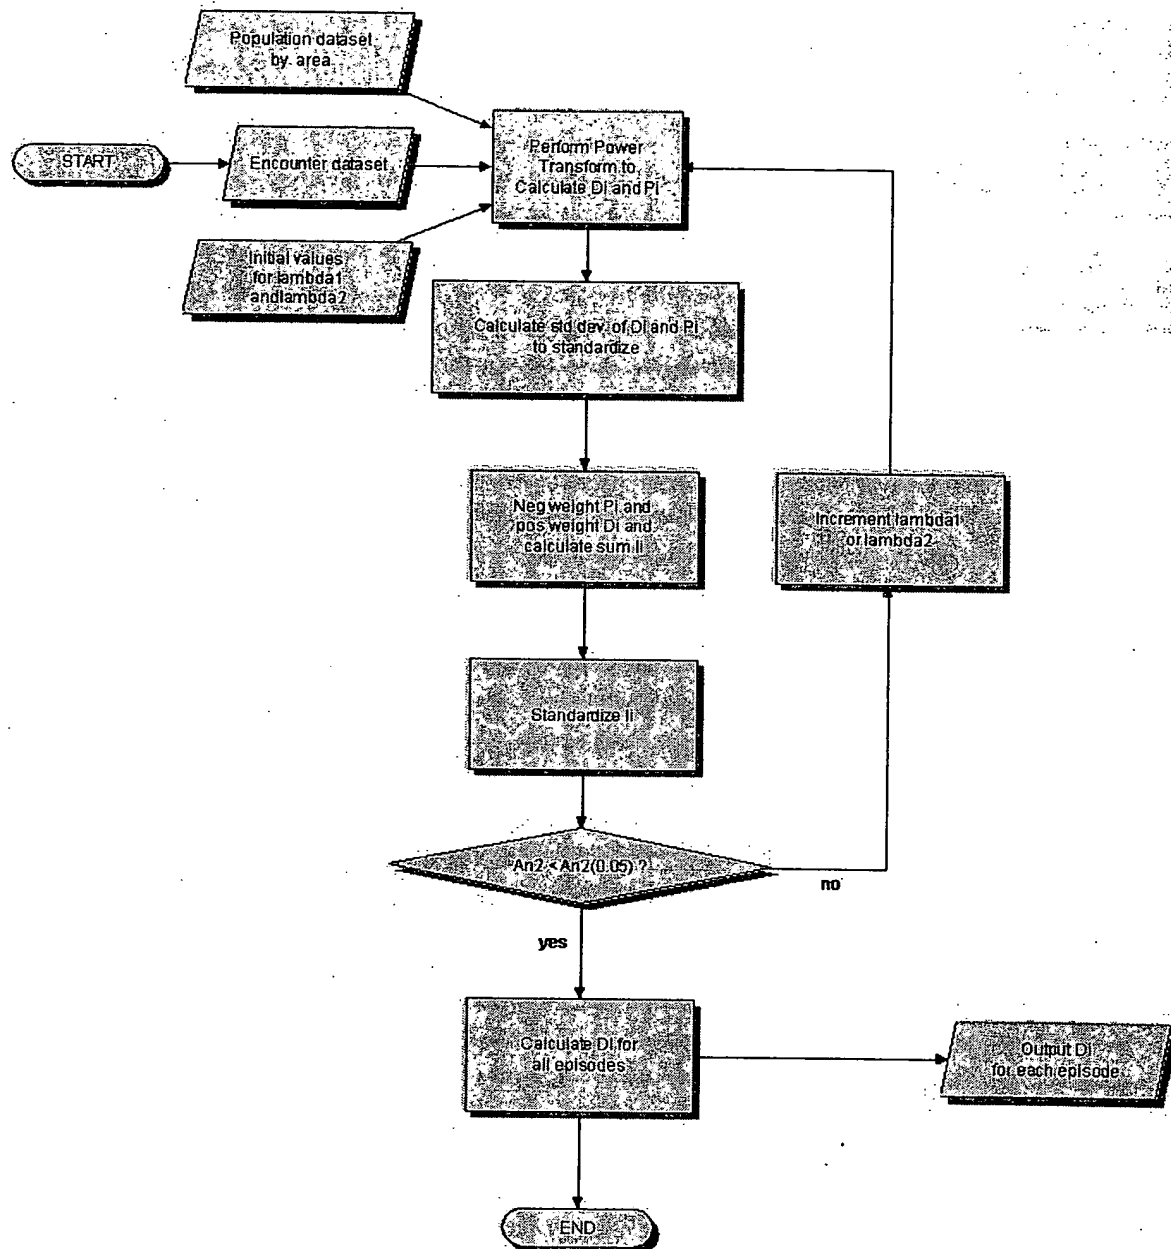 Population dataset
by area
START
Encounter dataset
Initial values
for lambda1
andlambda2
Perform Power
Transform to
Calculate Di and Pi
Calculate std dev. of Di and Pi
to standardize
Neg weight Pi and
pos weight Di and
calculate sum Ii
Increment lambda1
or lambda2
Standardize Ii
An2 <An2(0.05) ?
no
yes
Calculate DI for
all episodes
Output DI
for each episode
END